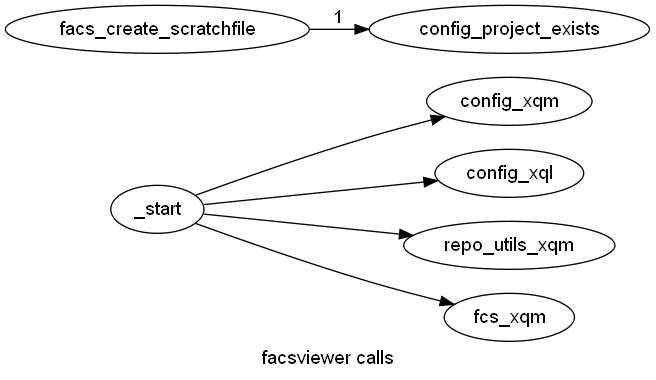 facs_create_scratchfile
1
config_project_exists
config_xqm
config_xql
_start
repo_utils_xqm
fcs_xqm
facsviewer calls